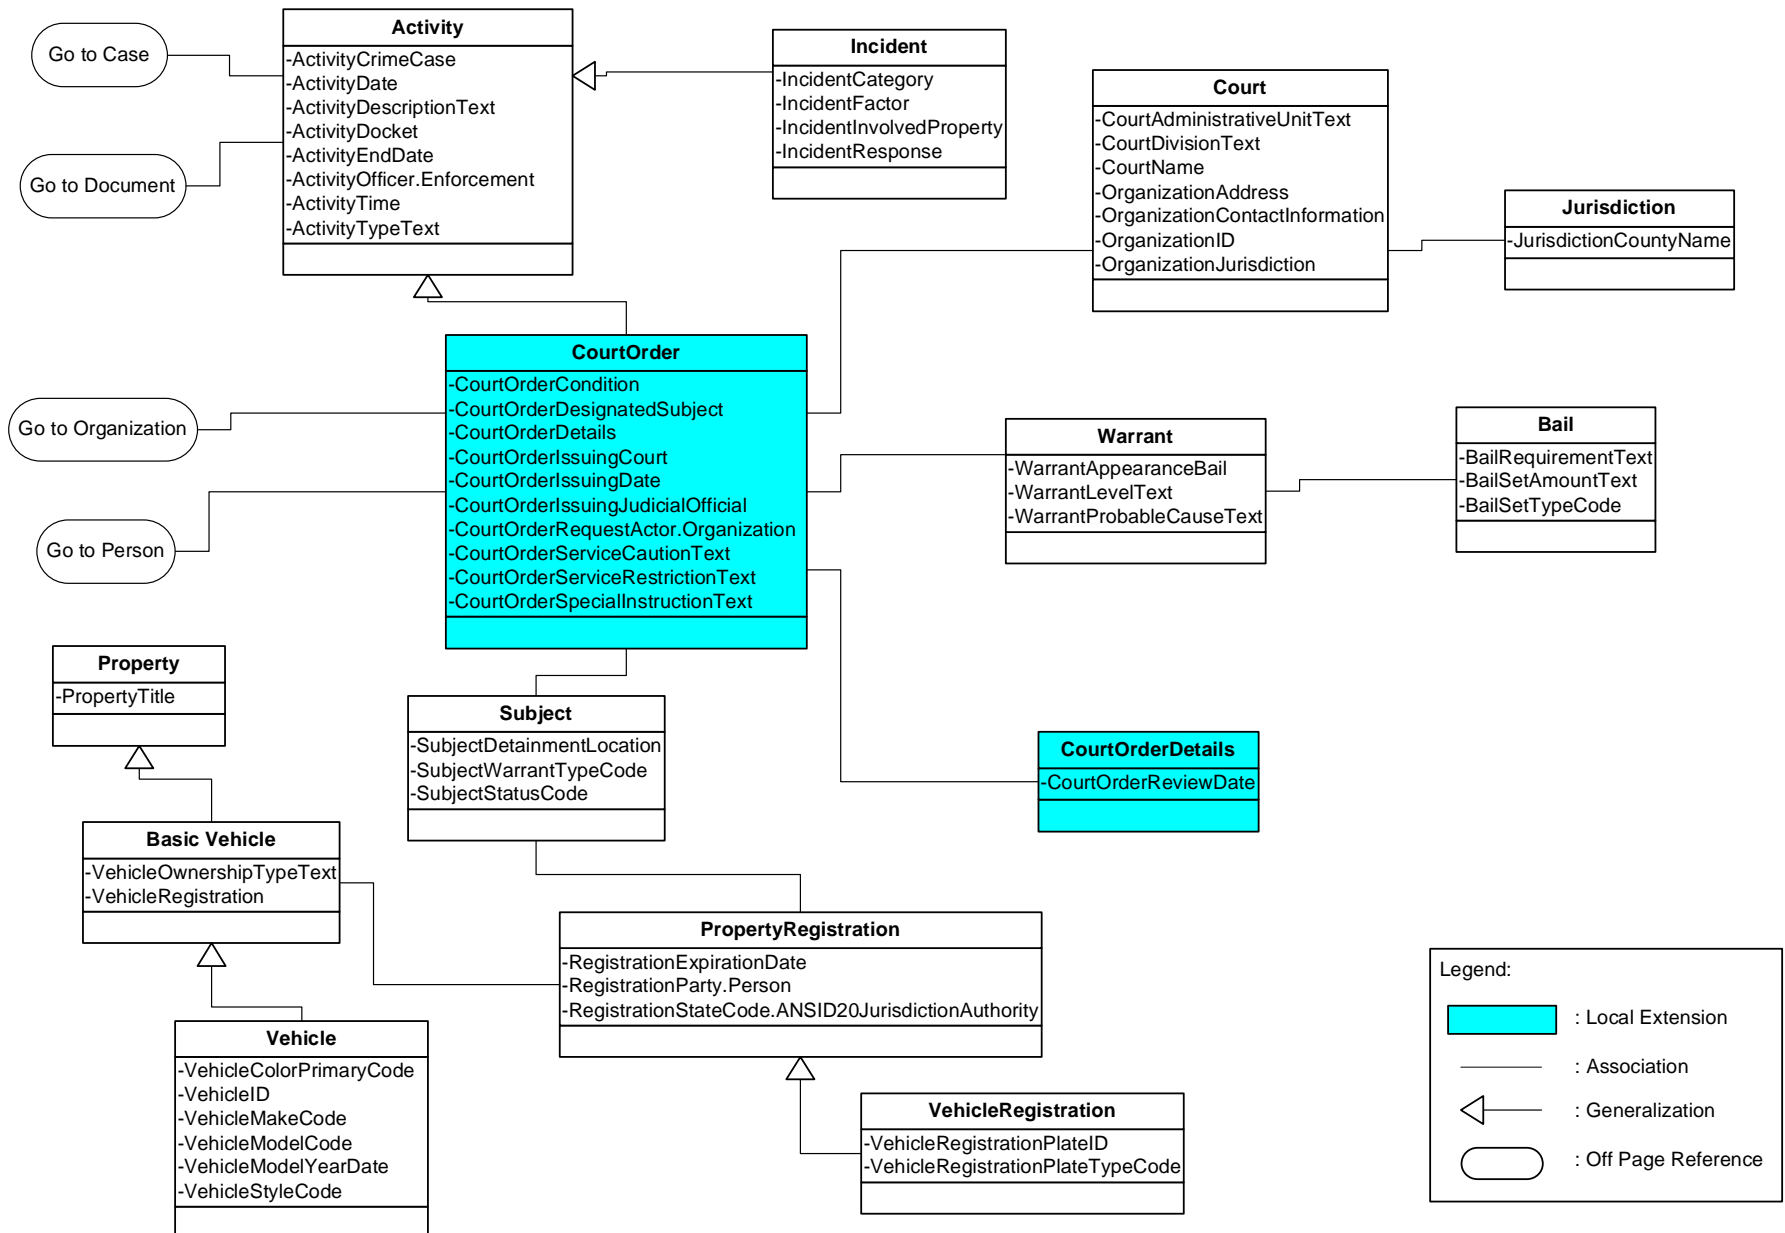 Go to Case
Go to Document
Activity
-ActivityCrimeCase
-ActivityDate
-ActivityDescriptionText
-ActivityDocket
-ActivityEndDate
-ActivityOfficer.Enforcement
-ActivityTime
-ActivityTypeText
Incident
-IncidentCategory
-IncidentFactor
-IncidentInvolvedProperty
-IncidentResponse
Court
-CourtAdministrativeUnitText
-CourtDivisionText
-CourtName
-OrganizationAddress
-OrganizationContactInformation
-OrganizationID
-OrganizationJurisdiction
Jurisdiction
-JurisdictionCountyName
Go to Organization
Go to Person
CourtOrder
-CourtOrderCondition
-CourtOrderDesignatedSubject
-CourtOrderDetails
-CourtOrderIssuingCourt
-CourtOrderIssuingDate
-CourtOrderIssuingJudicialOfficial
-CourtOrderRequestActor.Organization
-CourtOrderServiceCautionText
-CourtOrderServiceRestrictionText
-CourtOrderSpecialInstructionText
Warrant
-WarrantAppearanceBail
-WarrantLevelText
-WarrantProbableCauseText
Bail
-BailRequirementText
-BailSetAmountText
-BailSetTypeCode
Property
-PropertyTitle
Subject
-SubjectDetainmentLocation
-SubjectWarrantTypeCode
-SubjectStatusCode
CourtOrderDetails
-CourtOrderReviewDate
Basic Vehicle
-VehicleOwnershipTypeText
-VehicleRegistration
PropertyRegistration
-RegistrationExpirationDate
-RegistrationParty.Person
-RegistrationStateCode.ANSID20JurisdictionAuthority
Vehicle
-VehicleColorPrimaryCode
-VehicleID
-VehicleMakeCode
-VehicleModelCode
-VehicleModelYearDate
-VehicleStyleCode
VehicleRegistration
-VehicleRegistrationPlateID
-VehicleRegistrationPlateTypeCode
Legend:
: Local Extension
: Association
: Generalization
: Off Page Reference